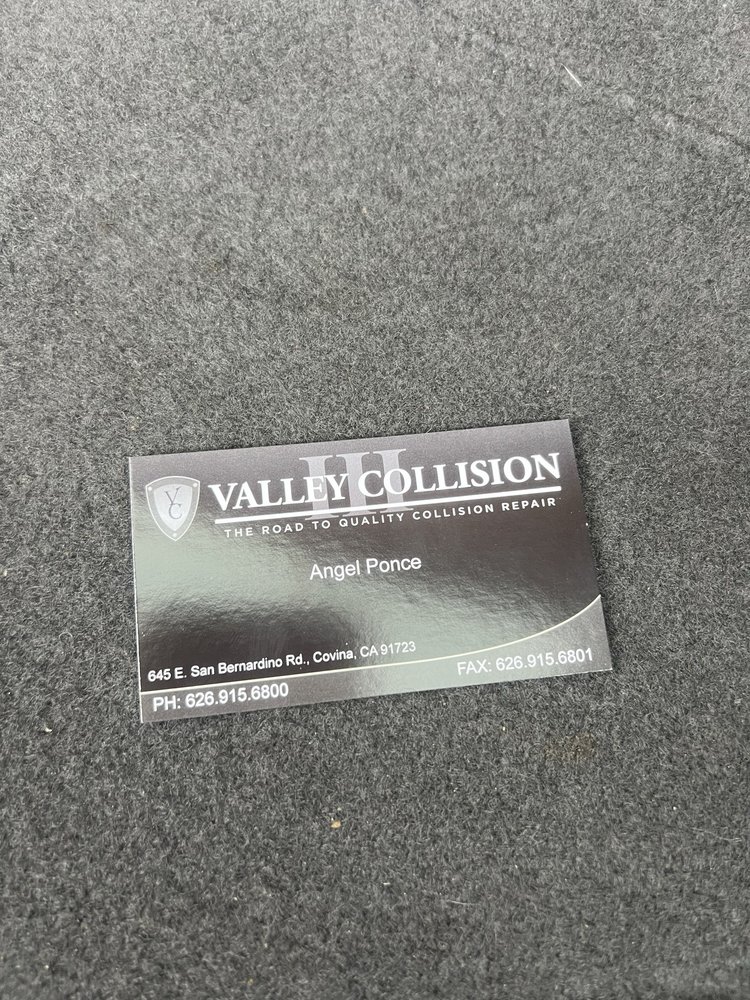 VC
VALLEY COLLISION
III
THE ROAD TO QUALITY COLLISION REPAIR
Angel Ponce
645 E. San Bernardino Rd., Covina, CA 91723
PH: 626.915.6800
FAX: 626.915.6801